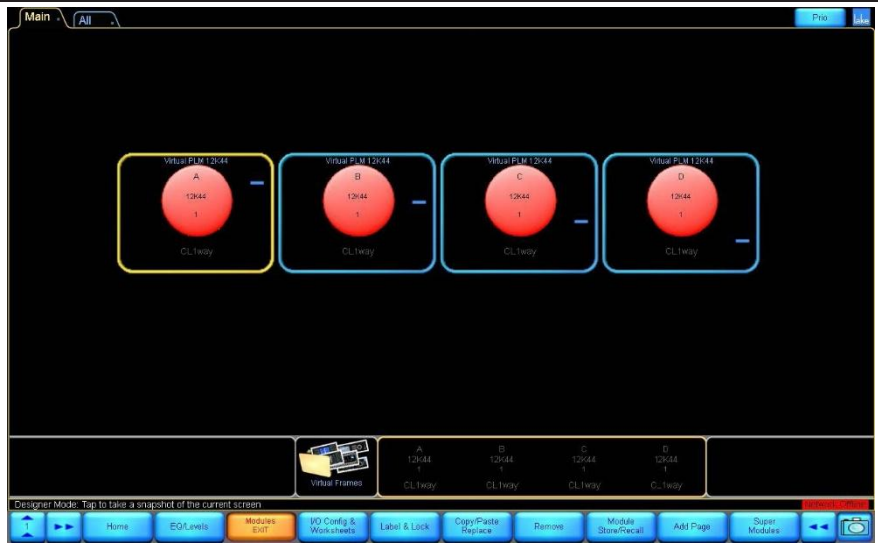 Main
All
Prio
lake
Virtual PLM 12K44
A
12K44
1
CL1way
Virtual PLM 12K44
B
12K44
1
CL1way
Virtual PLM 12K44
C
12K44
1
CL1way
Virtual PLM 12K44
D
12K44
1
CL1way
Virtual Frames
A
12K44
1
CL1way
B
12K44
1
CL1way
C
12K44
1
CL1way
D
12K44
1
CL1way
Designer Mode: Tap to take a snapshot of the current screen
Network Offline
1
Home
EQ/Levels
Modules
EXIT
I/O Config &
Worksheets
Label & Lock
Copy/Paste
Replace
Remove
Module
Store/Recall
Add Page
Super
Modules